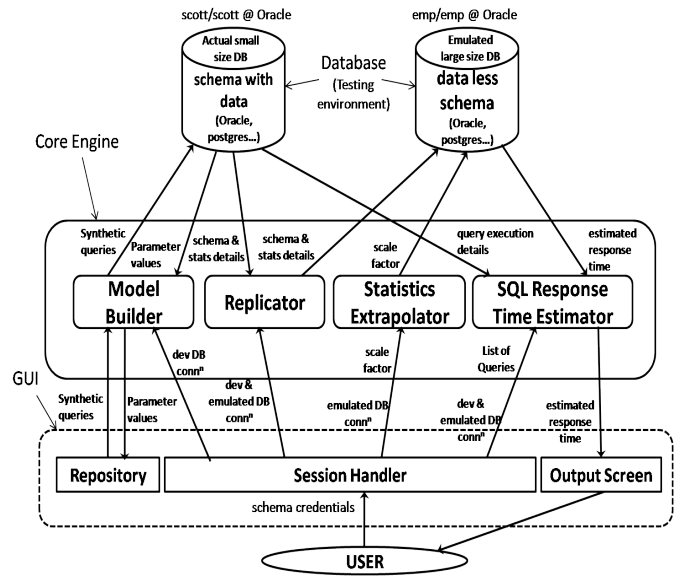 scott/scott @ Oracle
emp/emp @ Oracle
Actual small
size DB
schema with
data
(Oracle,
postgres...)
Database
(Testing
environment)
Emulated
large size DB
data less
schema
(Oracle,
postgres...)
Core Engine
Synthetic
queries
Parameter
values
schema &
stats details
schema &
stats details
scale
factor
query execution
details
estimated
response
time
Model
Builder
Replicator
Statistics
Extrapolator
SQL Response
Time Estimator
GUI
Synthetic
queries
Parameter
values
dev DB
connⁿ
dev &
emulated DB
connⁿ
scale
factor
emulated DB
connⁿ
List of
Queries
dev &
emulated DB
connⁿ
estimated
response
time
Repository
Session Handler
Output Screen
schema credentials
USER